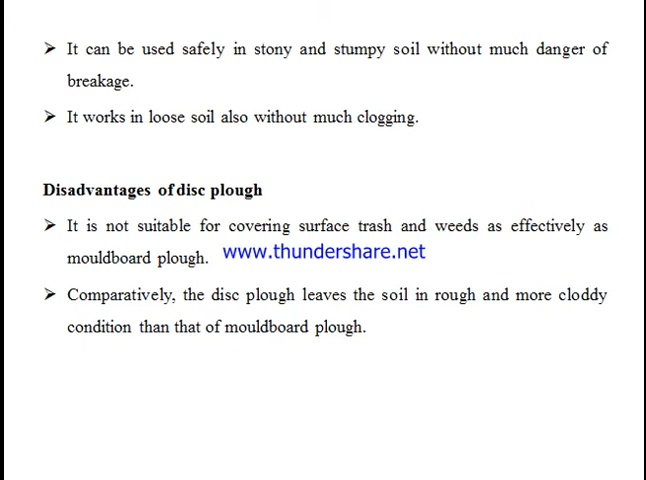 ➤ It can be used safely in stony and stumpy soil without much danger of
breakage.
➤ It works in loose soil also without much clogging.
Disadvantages of disc plough
➤ It is not suitable for covering surface trash and weeds as effectively as
mouldboard plough.
www.thundershare.net
➤ Comparatively, the disc plough leaves the soil in rough and more cloddy
condition than that of mouldboard plough.